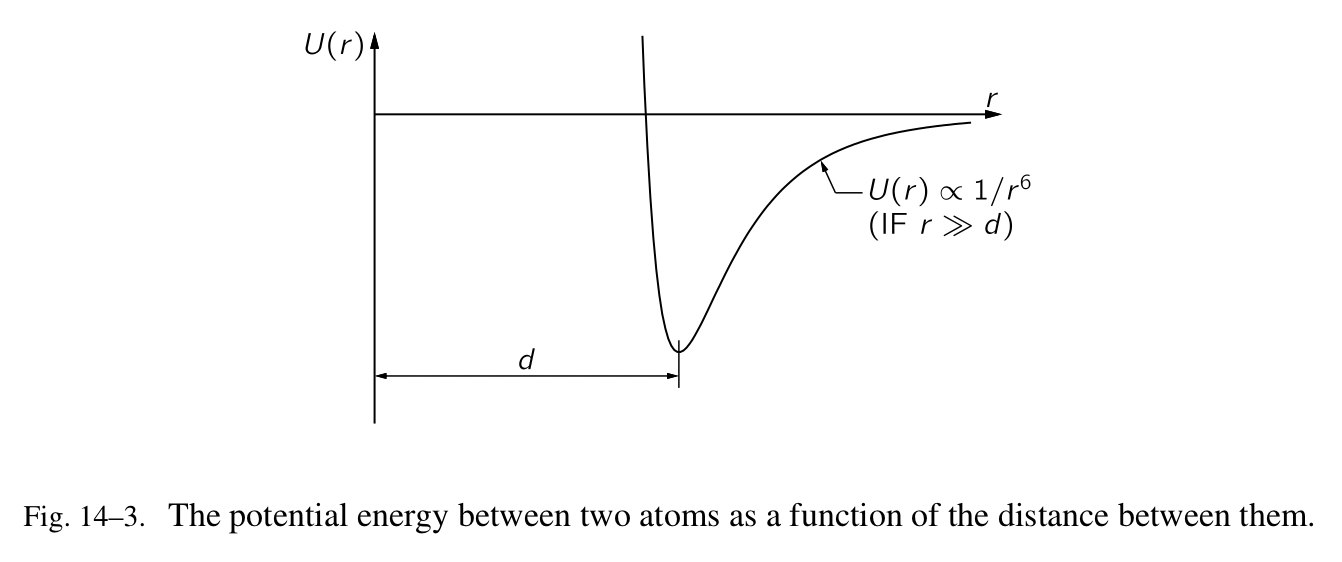 U(r)
r
U(r) ∝ 1/r⁶
(IF r ≫ d)
d
Fig. 14–3. The potential energy between two atoms as a function of the distance between them.